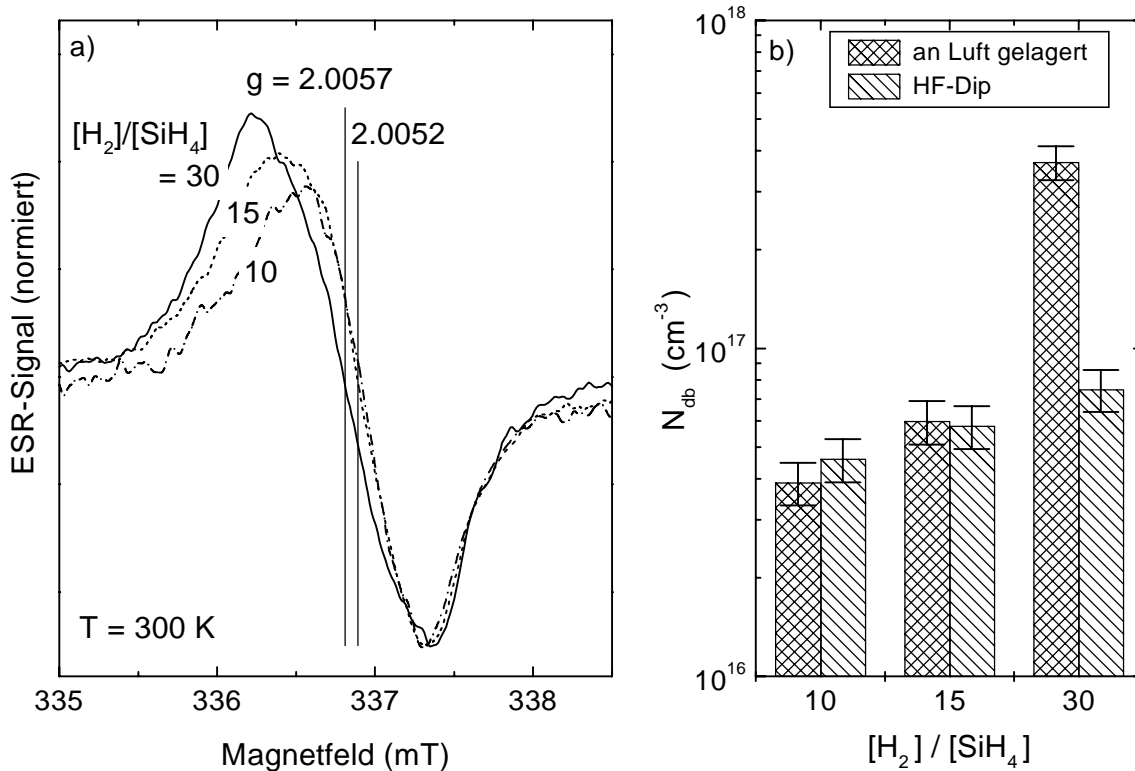 a)
g = 2.0057
2.0052
[H2]/[SiH4]
= 30
15
10
T = 300 K
ESR-Signal (normiert)
335
336
337
338
Magnetfeld (mT)
b)
an Luft gelagert
HF-Dip
10^18
10^17
10^16
Ndb (cm^-3)
10
15
30
[H2] / [SiH4]